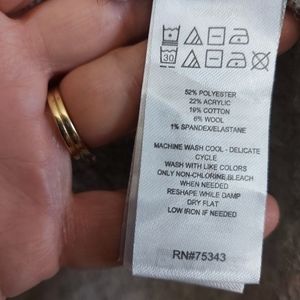 30
52% POLYESTER
22% ACRYLIC
19% COTTON
6% WOOL
1% SPANDEX/ELASTANE
MACHINE WASH COOL - DELICATE
CYCLE
WASH WITH LIKE COLORS
ONLY NON-CHLORINE BLEACH
WHEN NEEDED
RESHAPE WHILE DAMP
DRY FLAT
LOW IRON IF NEEDED
RN#75343